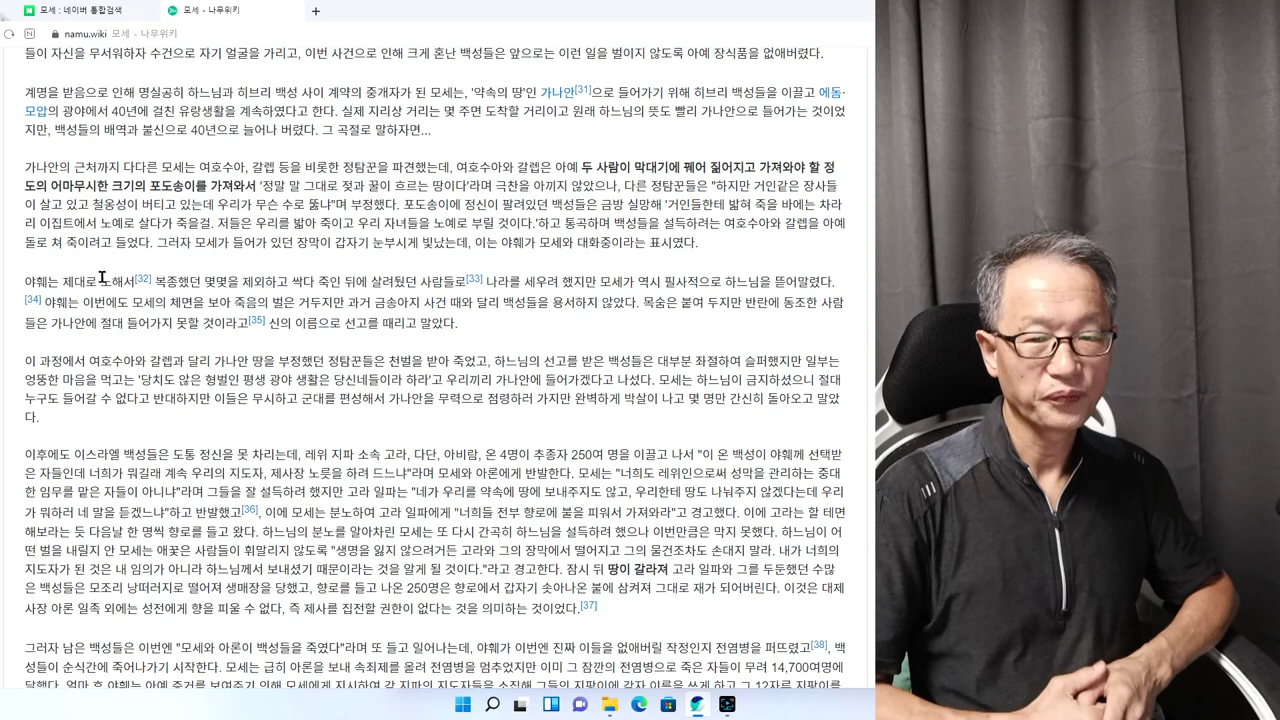 모세 : 네이버 통합검색
모세 - 나무위키
namu.wiki 모세 - 나무위키
들이 자신을 무서워하자 수건으로 자기 얼굴을 가리고, 이번 사건으로 인해 크게 혼난 백성들은 앞으로는 이런 일을 벌이지 않도록 아예 장식품을 없애버렸다.
계명을 받음으로 인해 명실공히 하느님과 히브리 백성 사이 계약의 중개자가 된 모세는, '약속의 땅'인 가나안[31]으로 들어가기 위해 히브리 백성들을 이끌고 에돔·
모압의 광야에서 40년에 걸친 유랑생활을 계속하였다고 한다. 실제 지리상 거리는 몇 주면 도착할 거리이고 원래 하느님의 뜻도 빨리 가나안으로 들어가는 것이었
지만, 백성들의 배역과 불신으로 40년으로 늘어나 버렸다. 그 곡절로 말하자면...
가나안의 근처까지 다다른 모세는 여호수아, 갈렙 등을 비롯한 정탐꾼을 파견했는데, 여호수아와 갈렙은 아예 두 사람이 막대기에 꿰어 짊어지고 가져와야 할 정
도의 어마무시한 크기의 포도송이를 가져와서 '정말 말 그대로 젖과 꿀이 흐르는 땅이다'라며 극찬을 아끼지 않았으나, 다른 정탐꾼들은 "하지만 거인같은 장사들
이 살고 있고 철옹성이 버티고 있는데 우리가 무슨 수로 뚫냐"며 부정했다. 포도송이에 정신이 팔려있던 백성들은 금방 실망해 '거인들한테 밟혀 죽을 바에는 차라
리 이집트에서 노예로 살다가 죽을걸. 저들은 우리를 밟아 죽이고 우리 자녀들을 노예로 부릴 것이다.'하고 통곡하며 백성들을 설득하려는 여호수아와 갈렙을 아예
돌로 쳐 죽이려고 들었다. 그러자 모세가 들어가 있던 장막이 갑자기 눈부시게 빛났는데, 이는 야훼가 모세와 대화중이라는 표시였다.
야훼는 제대로 노해서[32] 복종했던 몇몇을 제외하고 싹다 죽인 뒤에 살려뒀던 사람들로[33] 나라를 세우려 했지만 모세가 역시 필사적으로 하느님을 뜯어말렸다.
[34] 야훼는 이번에도 모세의 체면을 보아 죽음의 벌은 거두지만 과거 금송아지 사건 때와 달리 백성들을 용서하지 않았다. 목숨은 붙여 두지만 반란에 동조한 사람
들은 가나안에 절대 들어가지 못할 것이라고[35] 신의 이름으로 선고를 때리고 말았다.
이 과정에서 여호수아와 갈렙과 달리 가나안 땅을 부정했던 정탐꾼들은 천벌을 받아 죽었고, 하느님의 선고를 받은 백성들은 대부분 좌절하여 슬퍼했지만 일부는
엉뚱한 마음을 먹고는 '당치도 않은 형벌인 평생 광야 생활은 당신네들이라 하라'고 우리끼리 가나안에 들어가겠다고 나섰다. 모세는 하느님이 금지하셨으니 절대
누구도 들어갈 수 없다고 반대하지만 이들은 무시하고 군대를 편성해서 가나안을 무력으로 점령하러 가지만 완벽하게 박살이 나고 몇 명만 간신히 돌아오고 말았
다.
이후에도 이스라엘 백성들은 도통 정신을 못 차리는데, 레위 지파 소속 고라, 다단, 아비람, 온 4명이 추종자 250여 명을 이끌고 나서 "이 온 백성이 야훼께 선택받
은 자들인데 너희가 뭐길래 계속 우리의 지도자, 제사장 노릇을 하려 드느냐"라며 모세와 아론에게 반발한다. 모세는 "너희도 레위인으로써 성막을 관리하는 중대
한 임무를 맡은 자들이 아니냐"라며 그들을 잘 설득하려 했지만 고라 일파는 "네가 우리를 약속에 땅에 보내주지도 않고, 우리한테 땅도 나눠주지 않겠다는데 우리
가 뭐하러 네 말을 듣겠느냐"하고 반발했고[36], 이에 모세는 분노하여 고라 일파에게 "너희들 전부 향로에 불을 피워서 가져와라"고 경고했다. 이에 고라는 할 테면
해보라는 듯 다음날 한 명씩 향로를 들고 왔다. 하느님의 분노를 알아차린 모세는 또 다시 간곡히 하느님을 설득하려 했으나 이번만큼은 막지 못했다. 하느님이 어
떤 벌을 내릴지 안 모세는 애꿎은 사람들이 휘말리지 않도록 "생명을 잃지 않으려거든 고라와 그의 장막에서 떨어지고 그의 물건조차도 손대지 말라. 내가 너희의
지도자가 된 것은 내 임의가 아니라 하느님께서 보내셨기 때문이라는 것을 알게 될 것이다."라고 경고한다. 잠시 뒤 땅이 갈라져 고라 일파와 그를 두둔했던 수많
은 백성들은 모조리 낭떠러지로 떨어져 생매장을 당했고, 향로를 들고 나온 250명은 향로에서 갑자기 솟아나온 불에 삼켜져 그대로 재가 되어버린다. 이것은 대제
사장 아론 일족 외에는 성전에게 향을 피울 수 없다, 즉 제사를 집전할 권한이 없다는 것을 의미하는 것이었다.[37]
그러자 남은 백성들은 이번엔 "모세와 아론이 백성들을 죽였다"라며 또 들고 일어나는데, 야훼가 이번엔 진짜 이들을 없애버릴 작정인지 전염병을 퍼뜨렸고[38], 백
성들이 순식간에 죽어나가기 시작한다. 모세는 급히 아론을 보내 속죄제를 올려 전염병을 멈추었지만 이미 그 잠깐의 전염병으로 죽은 자들이 무려 14,700여명에
달했다. 얼마 후 야훼는 아예 증거를 보여주기 위해 모세에게 지시하여 각 지파의 지도자들을 소집해 그들의 지팡이에 각자 이름을 쓰게 하고 그 12자루 지팡이를